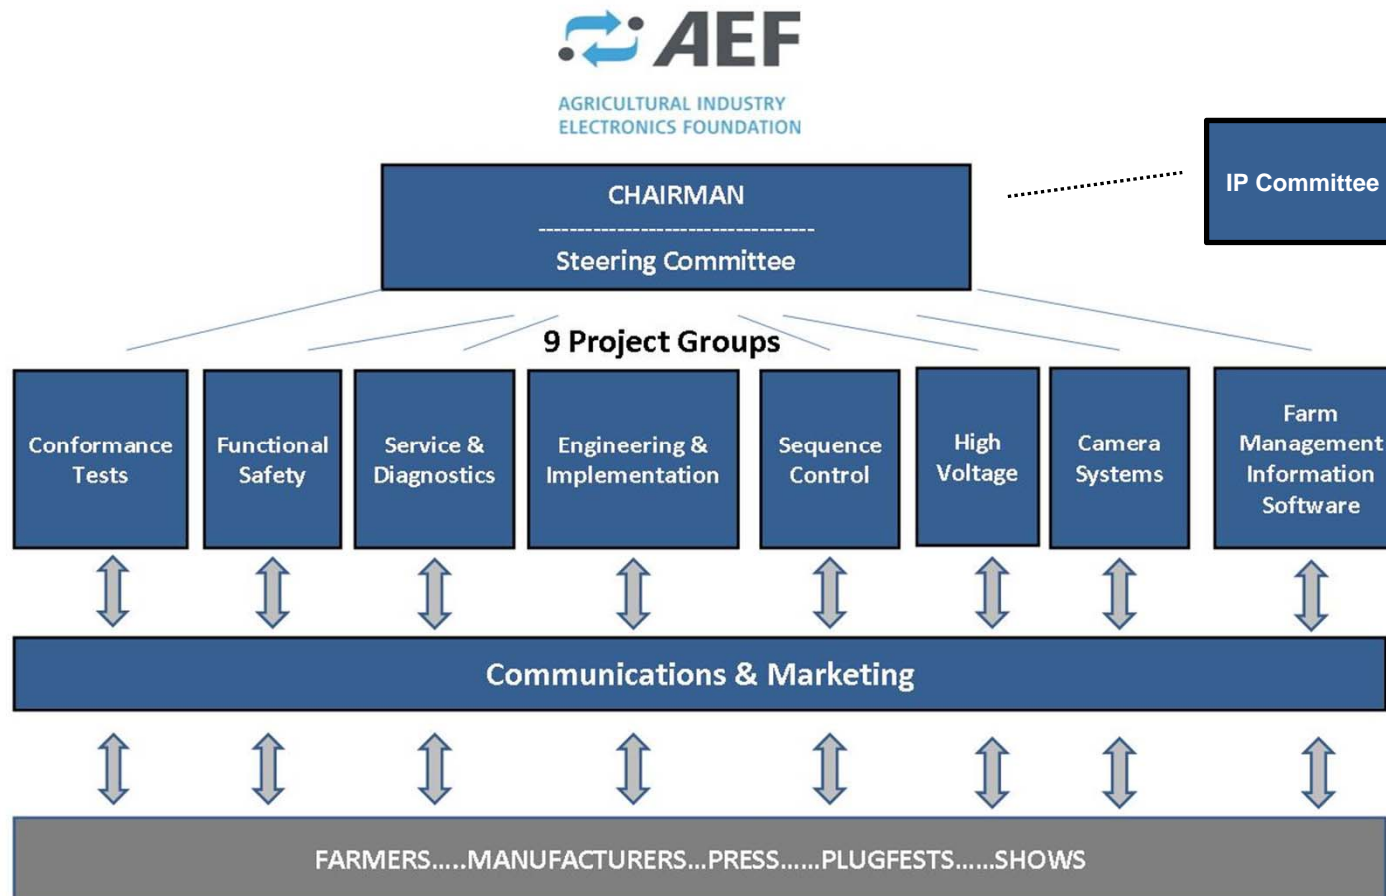 AEF
AGRICULTURAL INDUSTRY
ELECTRONICS FOUNDATION
CHAIRMAN
-----------------------------------
Steering Committee
IP Committee
9 Project Groups
Conformance
Tests
Functional
Safety
Service &
Diagnostics
Engineering &
Implementation
Sequence
Control
High
Voltage
Camera
Systems
Farm
Management
Information
Software
Communications & Marketing
FARMERS.....MANUFACTURERS...PRESS......PLUGFESTS......SHOWS